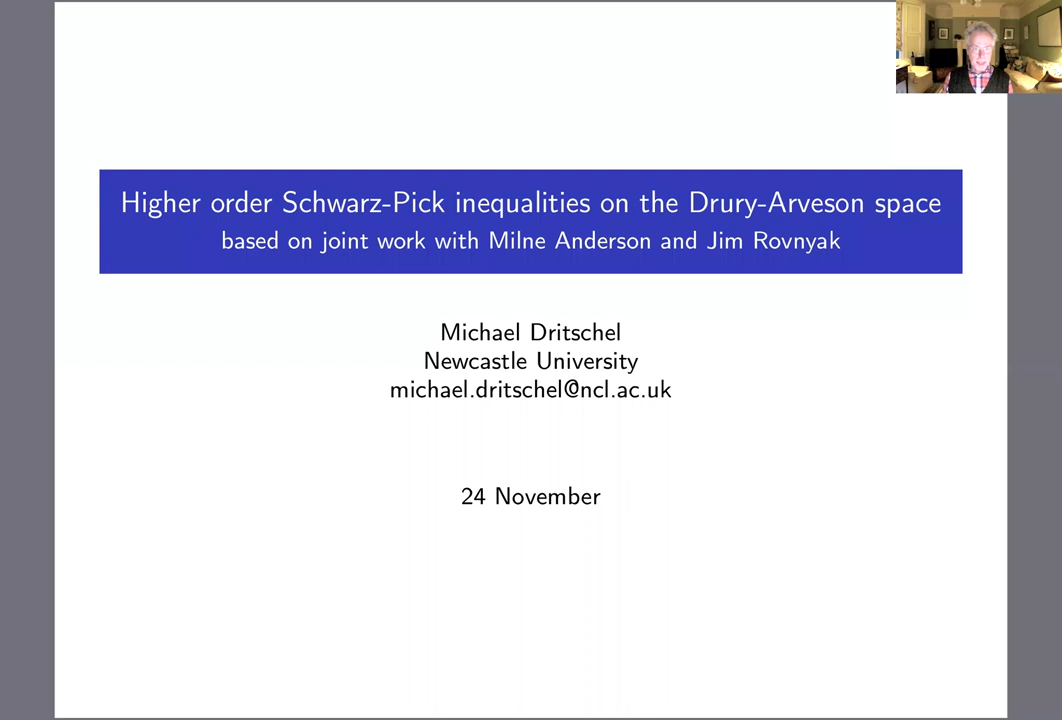 Higher order Schwarz-Pick inequalities on the Drury-Arveson space
based on joint work with Milne Anderson and Jim Rovnyak
Michael Dritschel
Newcastle University
michael.dritschel@ncl.ac.uk
24 November